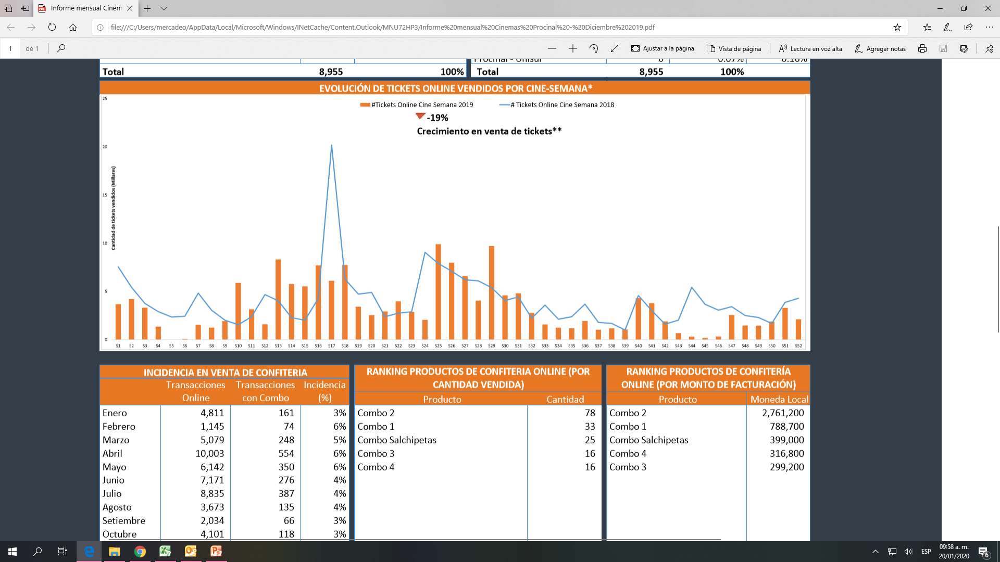 Informe mensual Cinem
file:///C:/Users/mercadeo/AppData/Local/Microsoft/Windows/INetCache/Content.Outlook/MNU72HP3/Informe%20mensual%20Cinemas%20Procinal%20-%20Diciembre%202019.pdf
1 de 1
Ajustar a la página
Vista de página
Lectura en voz alta
Agregar notas
Procinal - Unisur 6 0.07% 0.10%
Total 8,955 100%
Total 8,955 100%
EVOLUCIÓN DE TICKETS ONLINE VENDIDOS POR CINE-SEMANA*
#Tickets Online Cine Semana 2019
# Tickets Online Cine Semana 2018
-19%
Crecimiento en venta de tickets**
Cantidad de tickets vendidos (Millares)
25
20
15
10
5
0
S1 S2 S3 S4 S5 S6 S7 S8 S9 S10 S11 S12 S13 S14 S15 S16 S17 S18 S19 S20 S21 S22 S23 S24 S25 S26 S27 S28 S29 S30 S31 S32 S33 S34 S35 S36 S37 S38 S39 S40 S41 S42 S43 S44 S45 S46 S47 S48 S49 S50 S51 S52
INCIDENCIA EN VENTA DE CONFITERIA
Transacciones Online
Transacciones con Combo
Incidencia (%)
Enero 4,811 161 3%
Febrero 1,145 74 6%
Marzo 5,079 248 5%
Abril 10,003 554 6%
Mayo 6,142 350 6%
Junio 7,171 276 4%
Julio 8,835 387 4%
Agosto 3,673 135 4%
Setiembre 2,034 66 3%
Octubre 4,101 118 3%
RANKING PRODUCTOS DE CONFITERIA ONLINE (POR
CANTIDAD VENDIDA)
Producto Cantidad
Combo 2 78
Combo 1 33
Combo Salchipetas 25
Combo 3 16
Combo 4 16
RANKING PRODUCTOS DE CONFITERÍA
ONLINE (POR MONTO DE FACTURACIÓN)
Producto Moneda Local
Combo 2 2,761,200
Combo 1 788,700
Combo Salchipetas 399,000
Combo 4 316,800
Combo 3 299,200
ESP
09:58 a. m.
20/01/2020
6